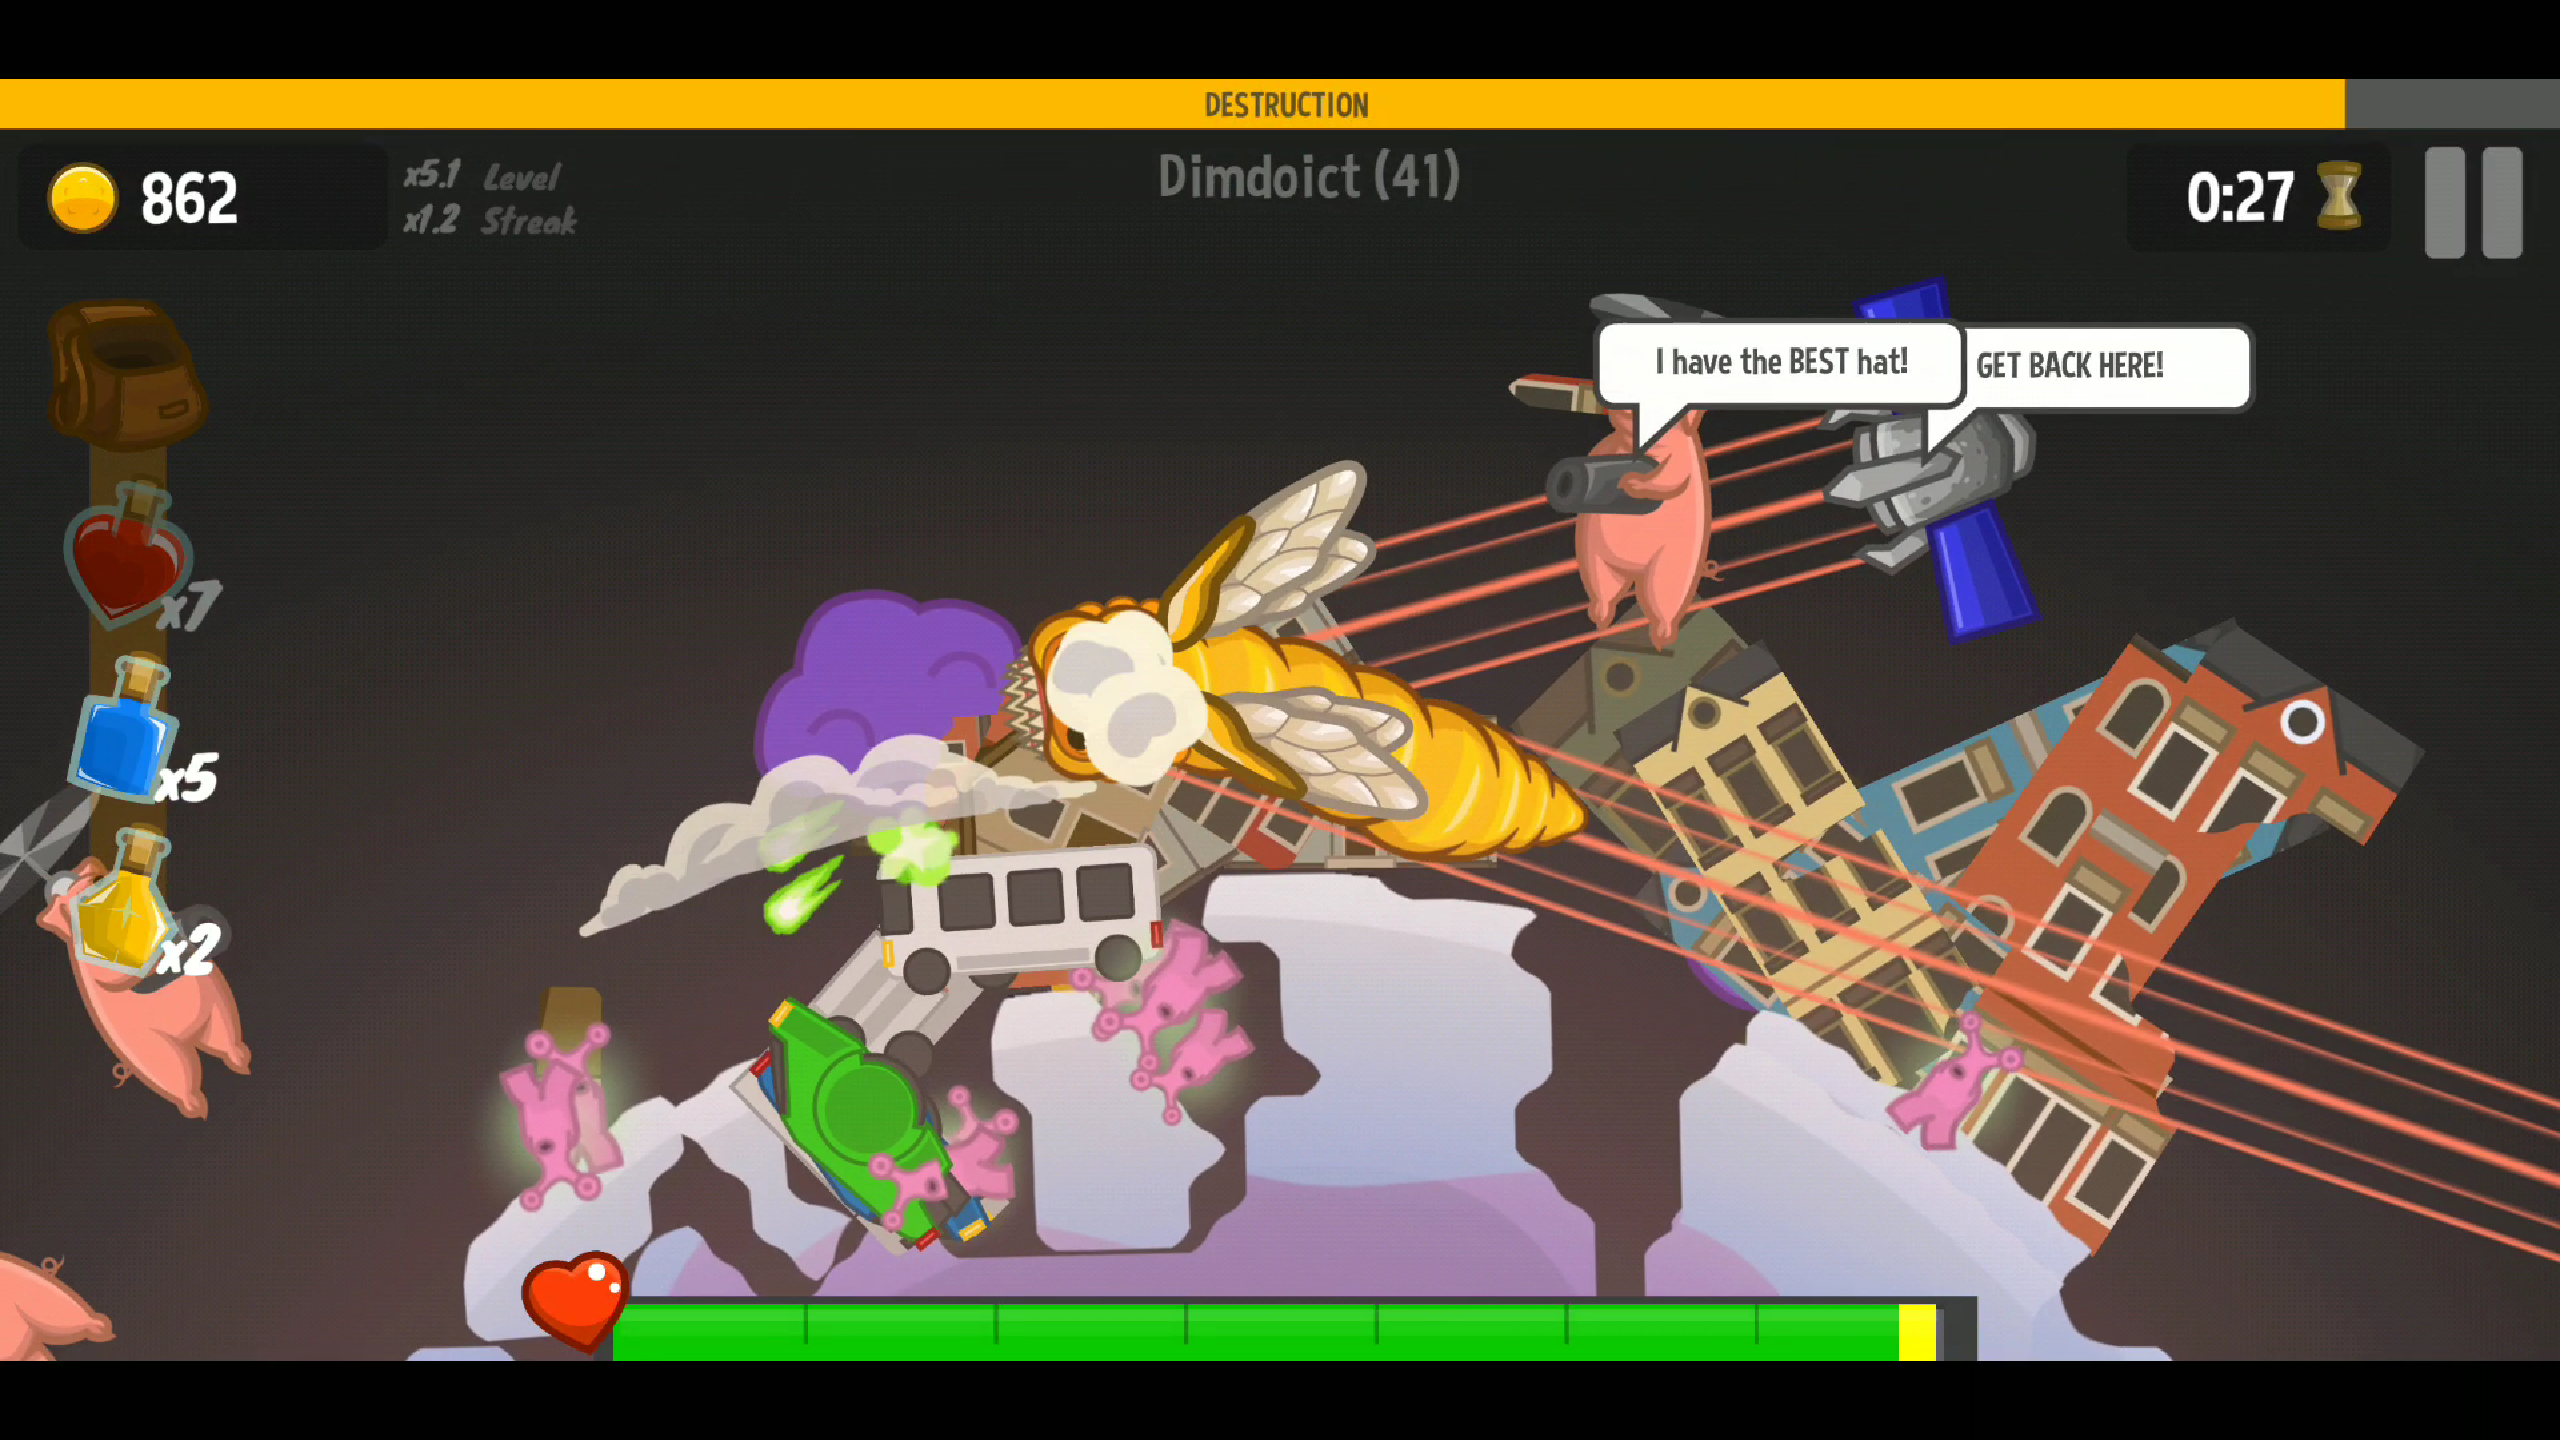 DESTRUCTION
862
x5.1 Level
x1.2 Streak
Dimdoict (41)
0:27
I have the BEST hat!
GET BACK HERE!
x7
x5
x2